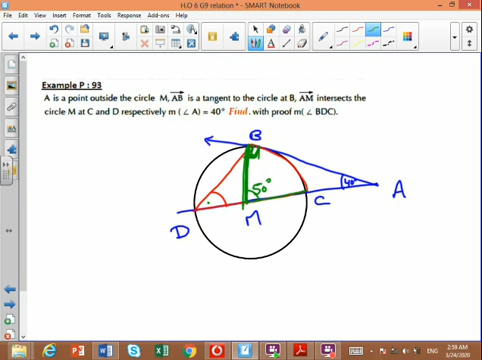 H.O 6 G9 relation * - SMART Notebook
File Edit View Insert Format Tools Response Add-ons Help
Example P : 93
A is a point outside the circle M, AB is a tangent to the circle at B, AM intersects the
circle M at C and D respectively m ( ∠ A) = 40° Find. with proof m( ∠ BDC).
B
40°
50°
A
C
M
D
ENG
2:59 AM
3/24/2020